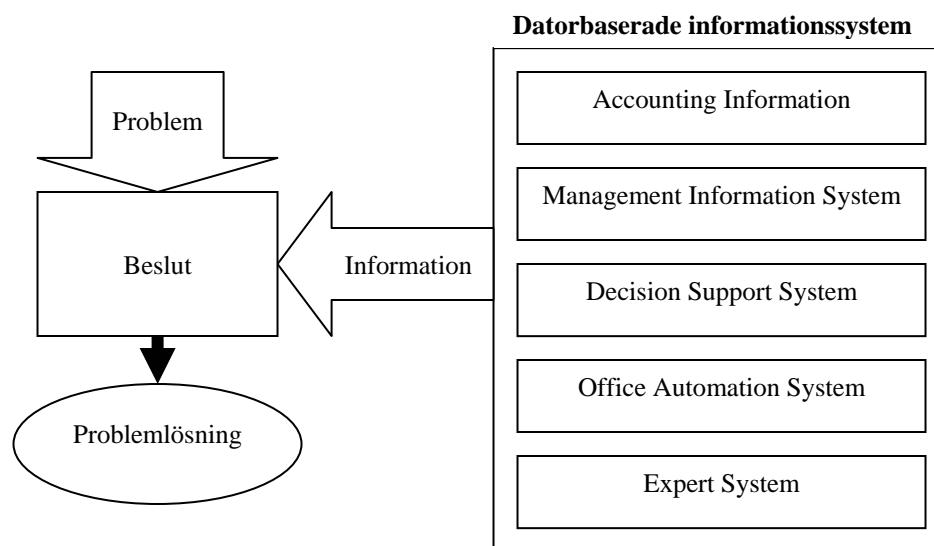 Datorbaserade informationssystem
Problem
Beslut
Information
Problemlösning
Accounting Information
Management Information System
Decision Support System
Office Automation System
Expert System